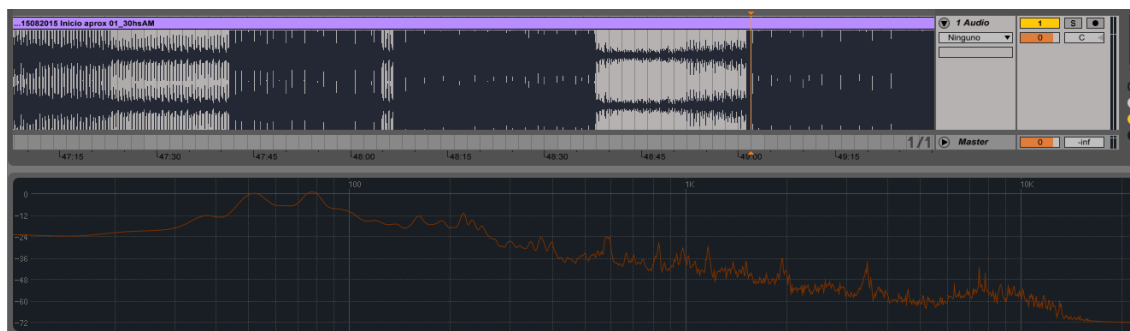 ...15082015 Inicio aprox 01_30hsAM
1 Audio
1 S
Ninguno
0 C
1/1
Master
0 -inf
47:15 47:30 47:45 48:00 48:15 48:30 48:45 49:00 49:15
100 1K 10K
0
-12
-24
-36
-48
-60
-72